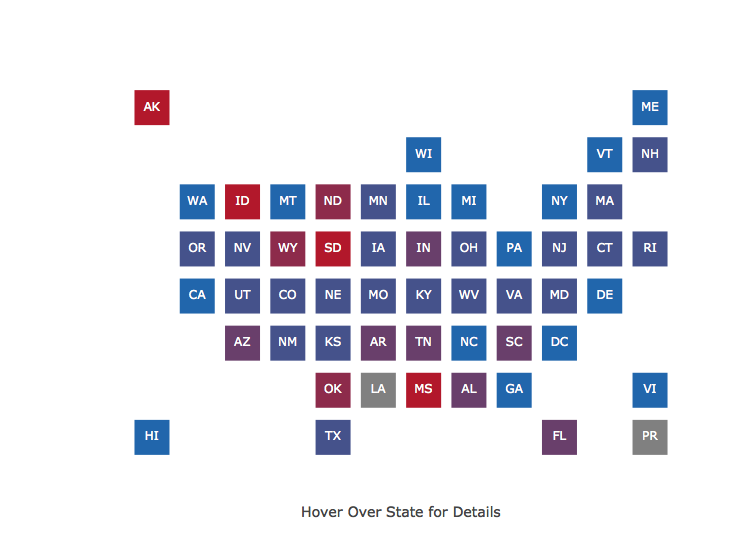 AK ME
WI VT NH
WA ID MT ND MN IL MI NY MA
OR NV WY SD IA IN OH PA NJ CT RI
CA UT CO NE MO KY WV VA MD DE
AZ NM KS AR TN NC SC DC
OK LA MS AL GA VI
HI TX FL PR
Hover Over State for Details